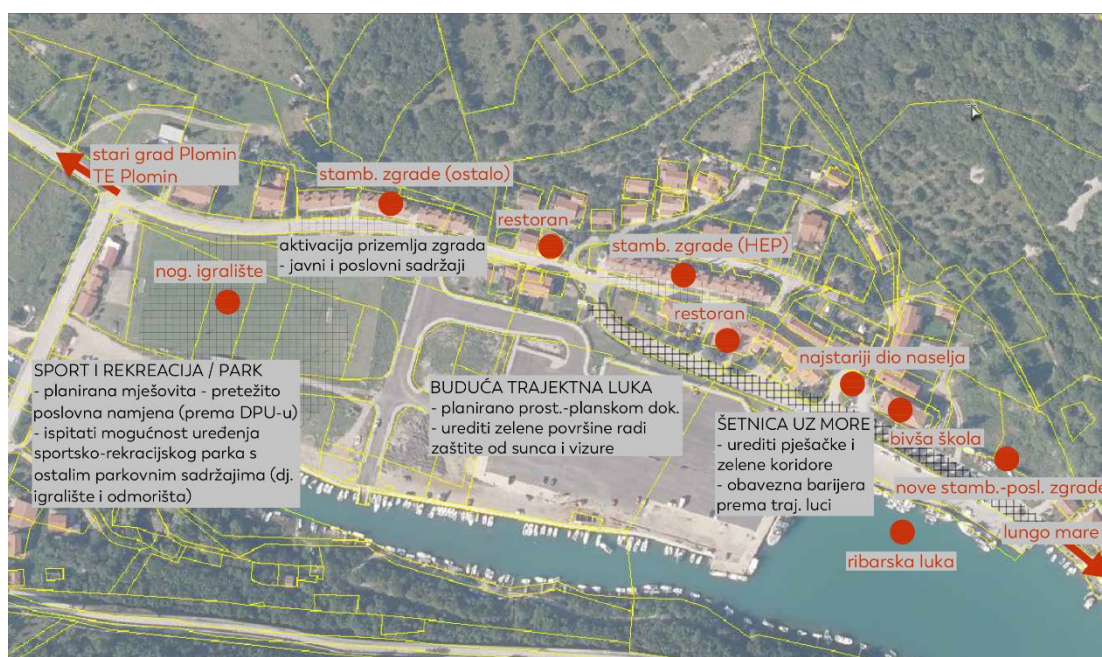 stari grad Plomin
TE Plomin
stamb. zgrade (ostalo)
restoran
aktivacija prizemlja zgrada
- javni i poslovni sadržaji
stamb. zgrade (HEP)
nog. igralište
restoran
najstariji dio naselja
SPORT I REKREACIJA / PARK
- planirana mješovita - pretežito
poslovna namjena (prema DPU-u)
- ispitati mogućnost uređenja
sportsko-rekracijskog parka s
ostalim parkovnim sadržajima (dj.
igralište i odmorišta)
BUDUĆA TRAJEKTNA LUKA
- planirano prost.-planskom dok.
- urediti zelene površine radi
zaštite od sunca i vizure
ŠETNICA UZ MORE
- urediti pješačke i
zelene koridore
- obavezna barijera
prema traj. luci
bivša škola
nove stamb.-posl. zgrade
lungo mare
ribarska luka